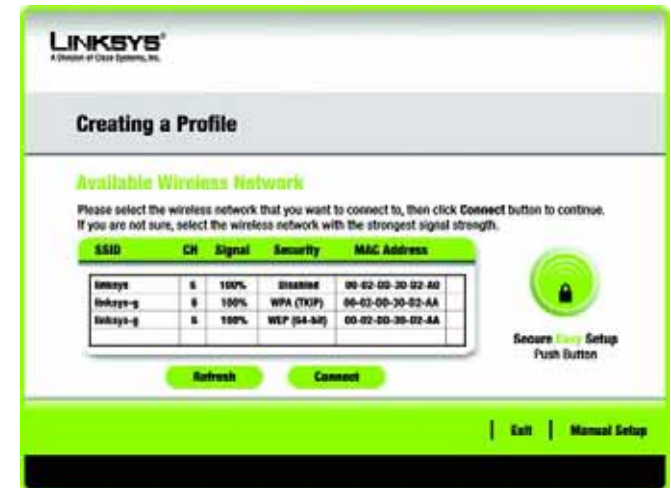 LINKSYS®
A Division of Cisco Systems, Inc.
Creating a Profile
Available Wireless Network
Please select the wireless network that you want to connect to, then click Connect button to continue.
If you are not sure, select the wireless network with the strongest signal strength.
SSID CH Signal Security MAC Address
linksys 6 100% Disabled 00-02-DD-30-D2-A0
linksys-g 6 100% WPA (TKIP) 00-02-DD-30-D2-AA
linksys-g 6 100% WEP (64-bit) 00-02-DD-30-D2-AA
Secure Easy Setup
Push Button
Refresh Connect
Exit Manual Setup